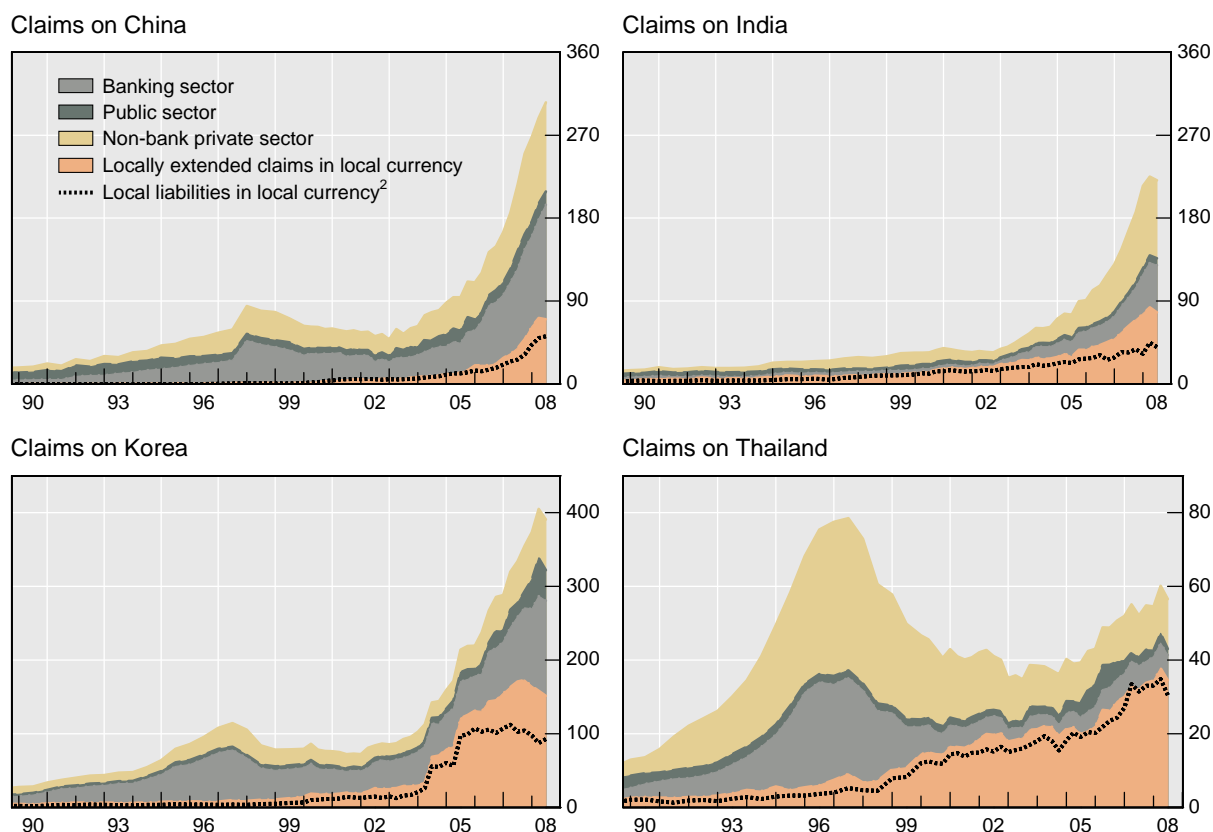 Claims on China
360
270
180
90
0
Banking sector
Public sector
Non-bank private sector
Locally extended claims in local currency
Local liabilities in local currency2
90 93 96 99 02 05 08
Claims on India
360
270
180
90
0
90 93 96 99 02 05 08
Claims on Korea
400
300
200
100
0
90 93 96 99 02 05 08
Claims on Thailand
80
60
40
20
0
90 93 96 99 02 05 08